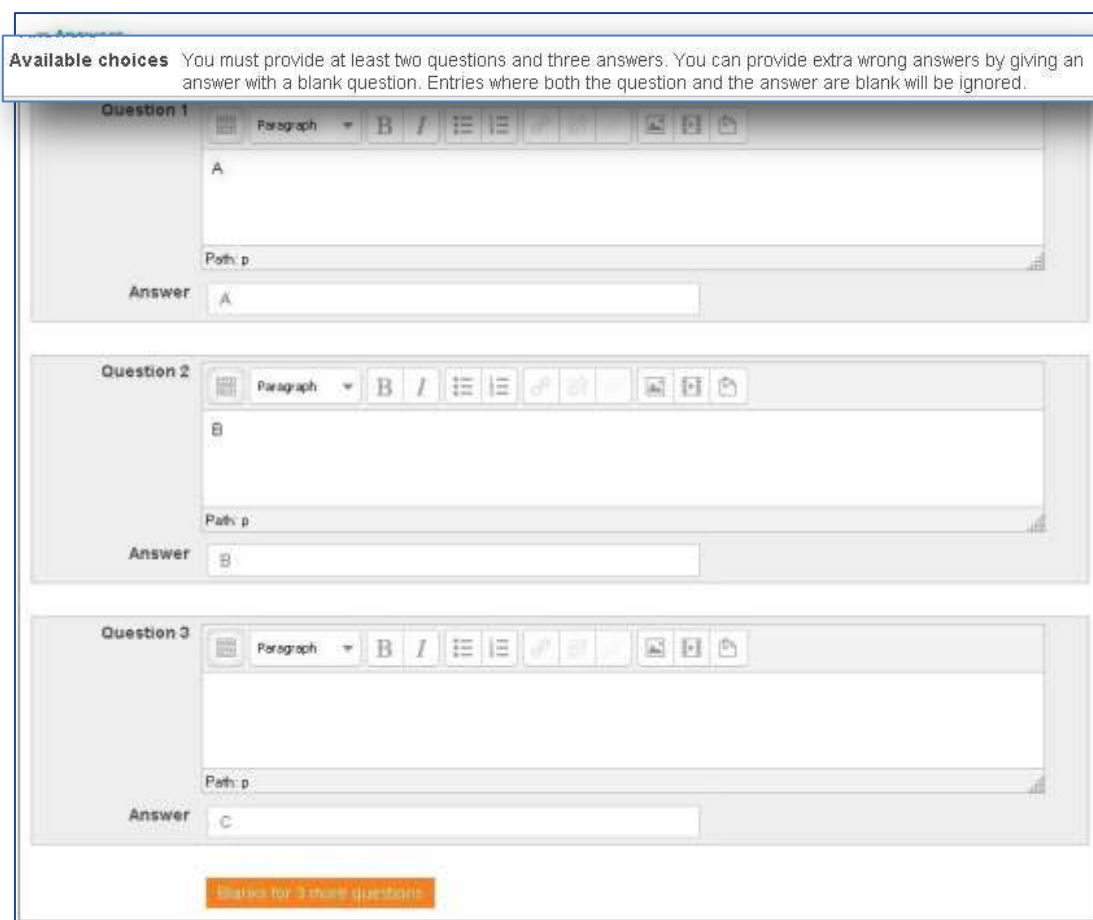 Answers
Available choices You must provide at least two questions and three answers. You can provide extra wrong answers by giving an
answer with a blank question. Entries where both the question and the answer are blank will be ignored.
Question 1
Paragraph B I
A
Path: p
Answer A
Question 2
Paragraph B I
B
Path: p
Answer B
Question 3
Paragraph B I
Path: p
Answer C
Blanks for 3 more questions